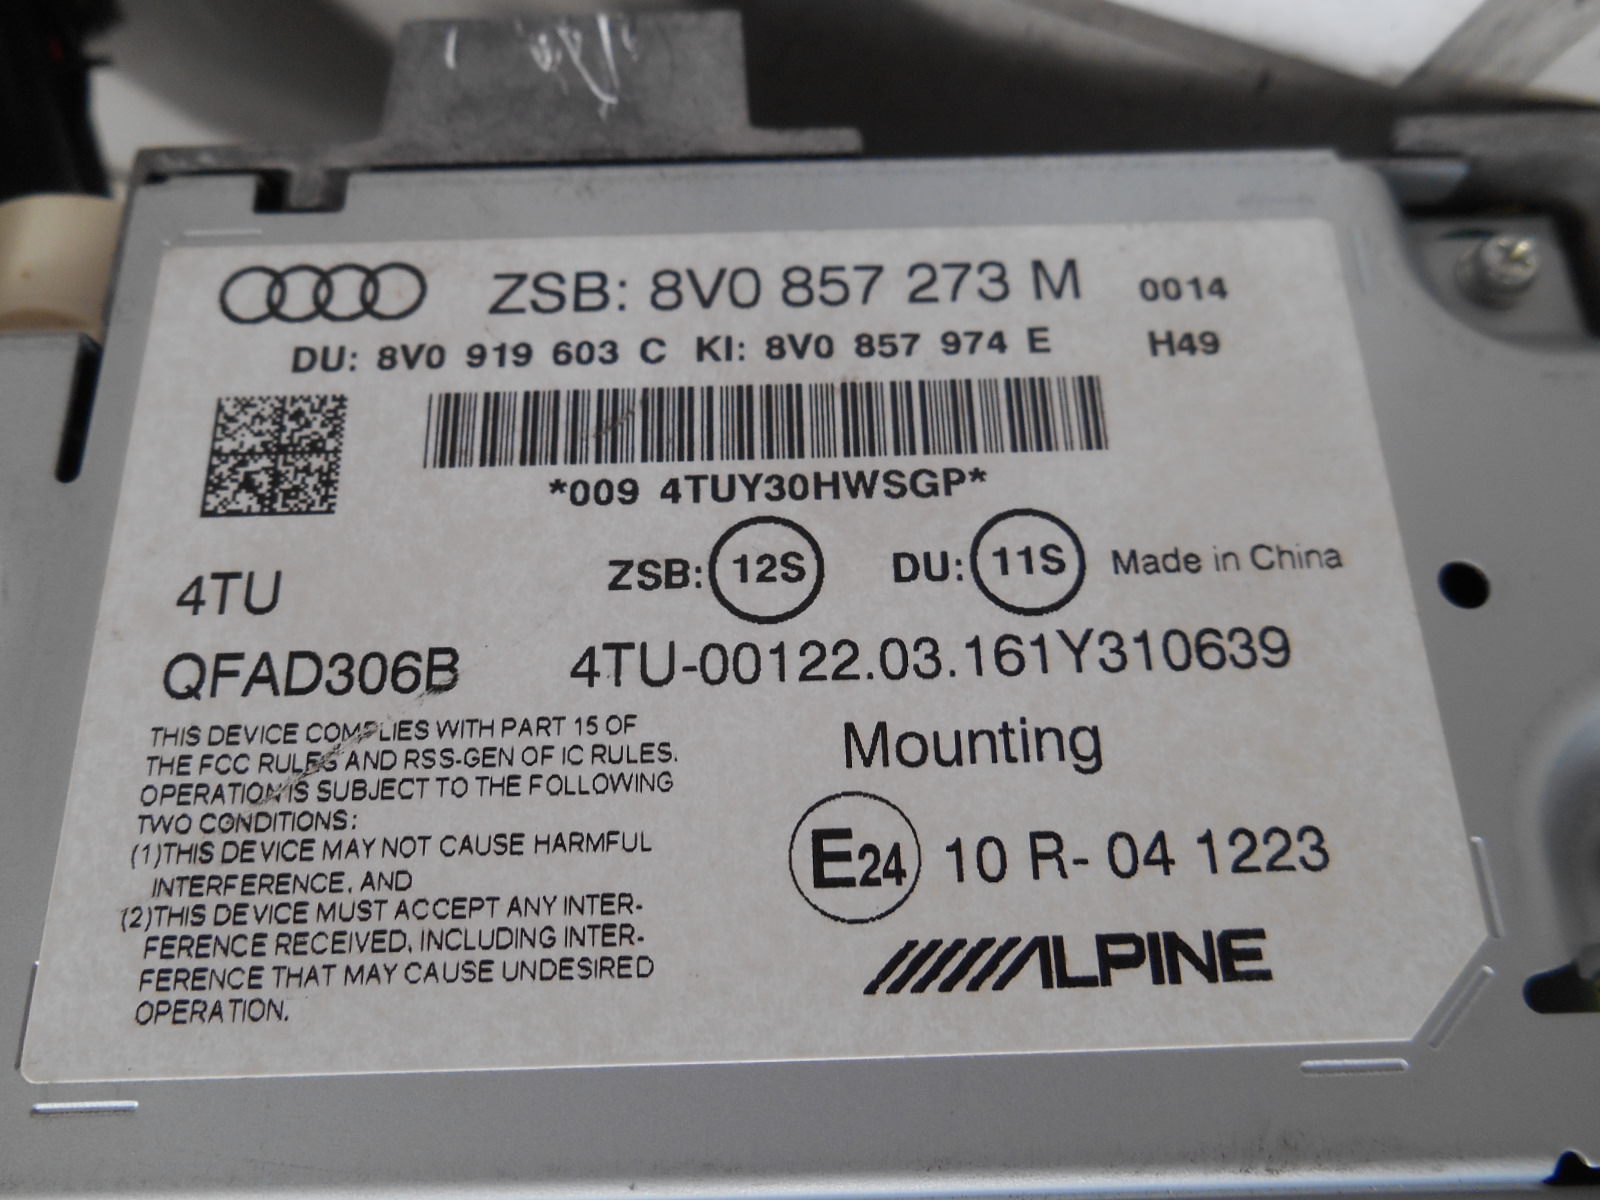 ZSB: 8V0 857 273 M 0014
DU: 8V0 919 603 C KI: 8V0 857 974 E H49
*009 4TUY30HWSGP*
4TU ZSB: 12S DU: 11S Made in China
QFAD306B 4TU-00122.03.161Y310639
THIS DEVICE COMPLIES WITH PART 15 OF
THE FCC RULES AND RSS-GEN OF IC RULES.
OPERATION IS SUBJECT TO THE FOLLOWING
TWO CONDITIONS:
(1)THIS DEVICE MAY NOT CAUSE HARMFUL
INTERFERENCE, AND
(2)THIS DEVICE MUST ACCEPT ANY INTER-
FERENCE RECEIVED, INCLUDING INTER-
FERENCE THAT MAY CAUSE UNDESIRED
OPERATION.
Mounting
E24 10 R- 04 1223
ALPINE